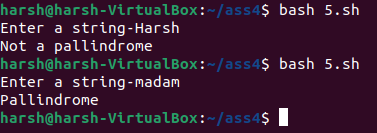 harsh@harsh-VirtualBox:~/ass4$ bash 5.sh
Enter a string-Harsh
Not a pallindrome
harsh@harsh-VirtualBox:~/ass4$ bash 5.sh
Enter a string-madam
Pallindrome
harsh@harsh-VirtualBox:~/ass4$